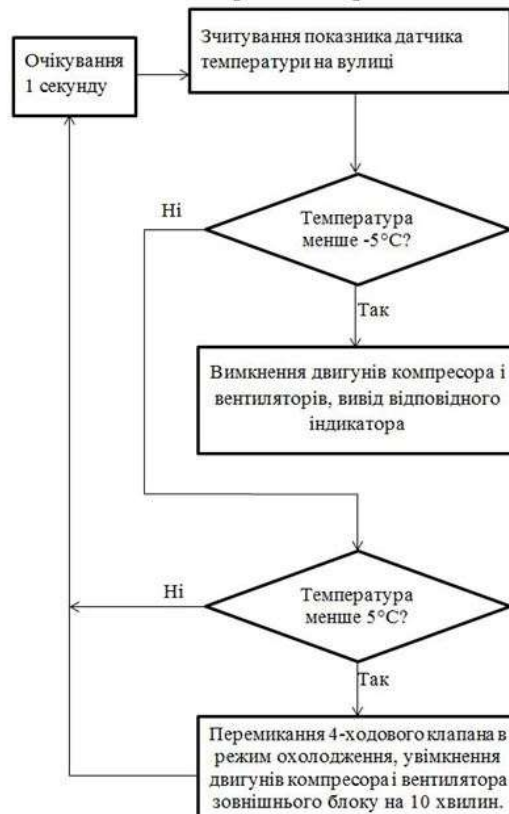 Очікування
1 секунду
Зчитування показника датчика
температури на вулиці
Ні
Температура
менше -5°С?
Так
Вимкнення двигунів компресора і
вентиляторів, вивід відповідного
індикатора
Ні
Температура
менше 5°С?
Так
Перемикання 4-ходового клапана в
режим охолодження, увімкнення
двигунів компресора і вентилятора
зовнішнього блоку на 10 хвилин.